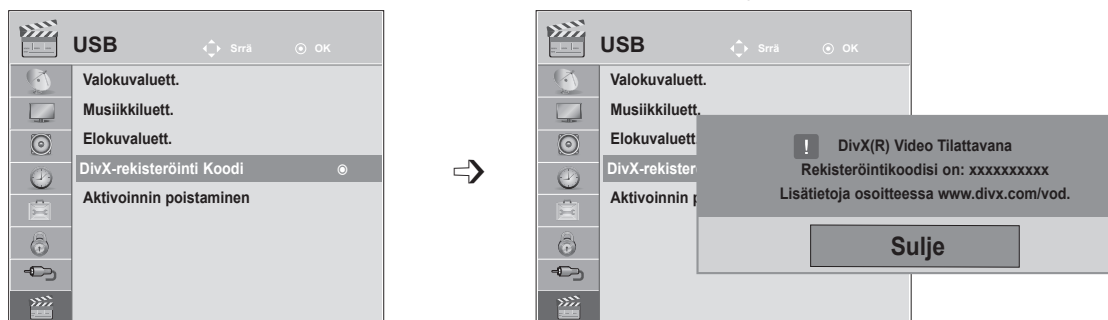 USB Srrä OK
Valokuvaluett.
Musiikkiluett.
Elokuvaluett.
DivX-rekisteröinti Koodi
Aktivoinnin poistaminen
USB Srrä OK
Valokuvaluett.
Musiikkiluett.
Elokuvaluett
DivX-rekister
Aktivoinnin p
! DivX(R) Video Tilattavana
Rekisteröintikoodisi on: xxxxxxxxxx
Lisätietoja osoitteessa www.divx.com/vod.
Sulje